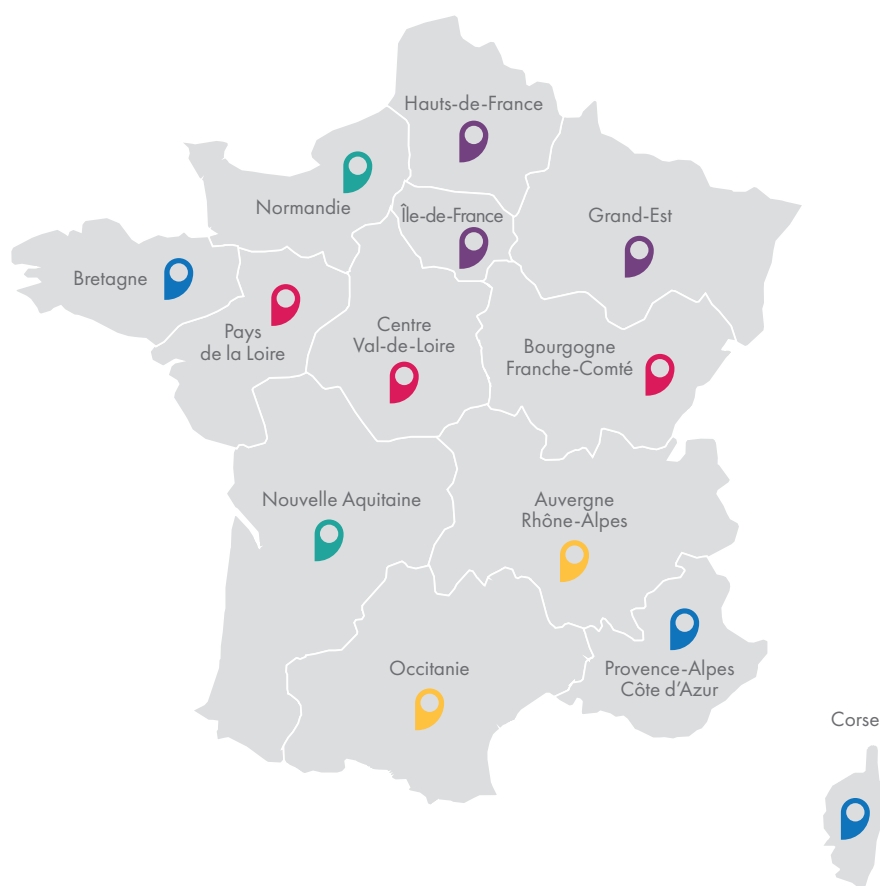 Hauts-de-France
Normandie
Île-de-France
Grand-Est
Bretagne
Pays
de la Loire
Centre
Val-de-Loire
Bourgogne
Franche-Comté
Nouvelle Aquitaine
Auvergne
Rhône-Alpes
Occitanie
Provence-Alpes
Côte d'Azur
Corse